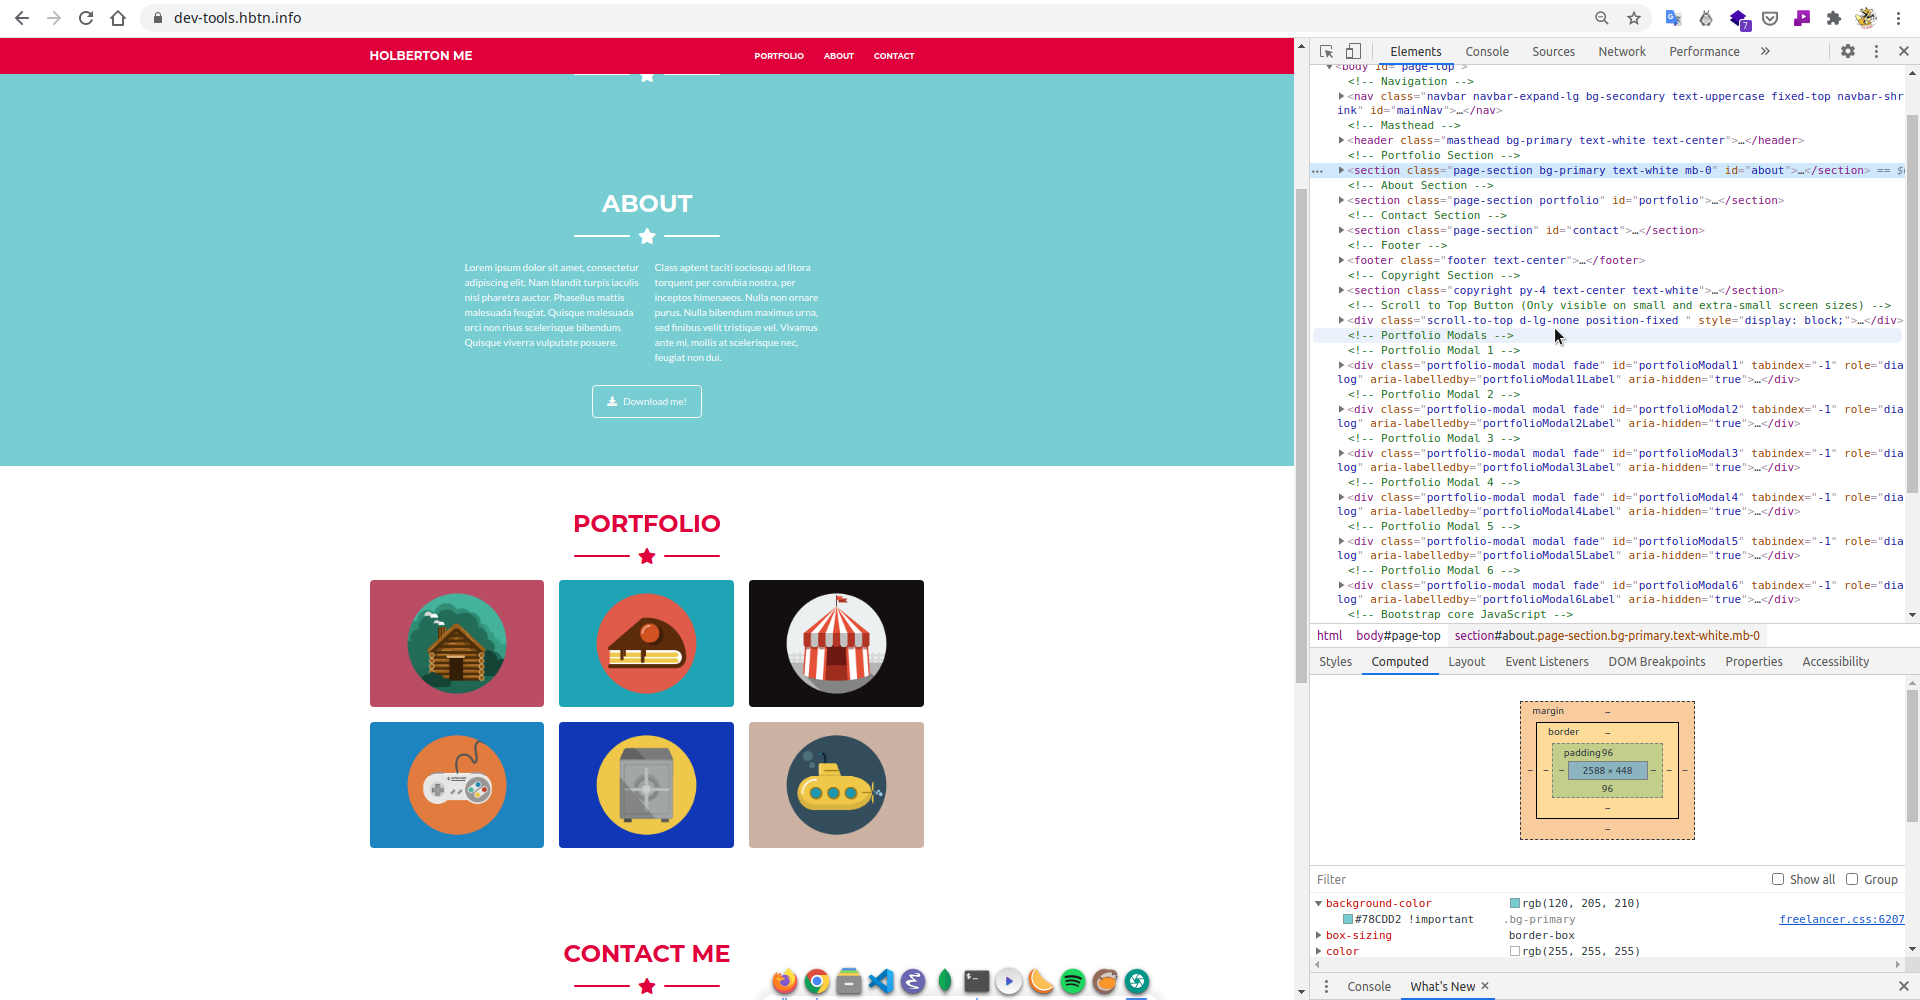 dev-tools.hbtn.info
7
HOLBERTON ME
PORTFOLIO
ABOUT
CONTACT
ABOUT
Lorem ipsum dolor sit amet, consectetur
adipiscing elit. Nam blandit turpis iaculis
nisl pharetra auctor. Phasellus mattis
malesuada feugiat. Quisque malesuada
orci non risus scelerisque bibendum.
Quisque viverra vulputate posuere.
Class aptent taciti sociosqu ad litora
torquent per conubia nostra, per
inceptos himenaeos. Nulla non ornare
purus. Nulla bibendum maximus urna,
sed finibus velit tristique vel. Vivamus
ante mi, mollis at scelerisque nec,
feugiat non dui.
Download me!
PORTFOLIO
CONTACT ME
Elements
Console
Sources
Network
Performance
<body id="page-top">
<!-- Navigation -->
<nav class="navbar navbar-expand-lg bg-secondary text-uppercase fixed-top navbar-shr
ink" id="mainNav">…</nav>
<!-- Masthead -->
<header class="masthead bg-primary text-white text-center">…</header>
<!-- Portfolio Section -->
<section class="page-section bg-primary text-white mb-0" id="about">…</section> == $
<!-- About Section -->
<section class="page-section portfolio" id="portfolio">…</section>
<!-- Contact Section -->
<section class="page-section" id="contact">…</section>
<!-- Footer -->
<footer class="footer text-center">…</footer>
<!-- Copyright Section -->
<section class="copyright py-4 text-center text-white">…</section>
<!-- Scroll to Top Button (Only visible on small and extra-small screen sizes) -->
<div class="scroll-to-top d-lg-none position-fixed " style="display: block;">…</div>
<!-- Portfolio Modals -->
<!-- Portfolio Modal 1 -->
<div class="portfolio-modal modal fade" id="portfolioModal1" tabindex="-1" role="dia
log" aria-labelledby="portfolioModal1Label" aria-hidden="true">…</div>
<!-- Portfolio Modal 2 -->
<div class="portfolio-modal modal fade" id="portfolioModal2" tabindex="-1" role="dia
log" aria-labelledby="portfolioModal2Label" aria-hidden="true">…</div>
<!-- Portfolio Modal 3 -->
<div class="portfolio-modal modal fade" id="portfolioModal3" tabindex="-1" role="dia
log" aria-labelledby="portfolioModal3Label" aria-hidden="true">…</div>
<!-- Portfolio Modal 4 -->
<div class="portfolio-modal modal fade" id="portfolioModal4" tabindex="-1" role="dia
log" aria-labelledby="portfolioModal4Label" aria-hidden="true">…</div>
<!-- Portfolio Modal 5 -->
<div class="portfolio-modal modal fade" id="portfolioModal5" tabindex="-1" role="dia
log" aria-labelledby="portfolioModal5Label" aria-hidden="true">…</div>
<!-- Portfolio Modal 6 -->
<div class="portfolio-modal modal fade" id="portfolioModal6" tabindex="-1" role="dia
log" aria-labelledby="portfolioModal6Label" aria-hidden="true">…</div>
<!-- Bootstrap core JavaScript -->
html body#page-top section#about.page-section.bg-primary.text-white.mb-0
Styles Computed Layout Event Listeners DOM Breakpoints Properties Accessibility
margin –
border –
padding 96
– – – 2588 × 448 – – –
96
–
–
Filter
Show all
Group
background-color rgb(120, 205, 210)
#78CDD2 !important .bg-primary freelancer.css:6207
box-sizing border-box
color rgb(255, 255, 255)
Console
What's New ×